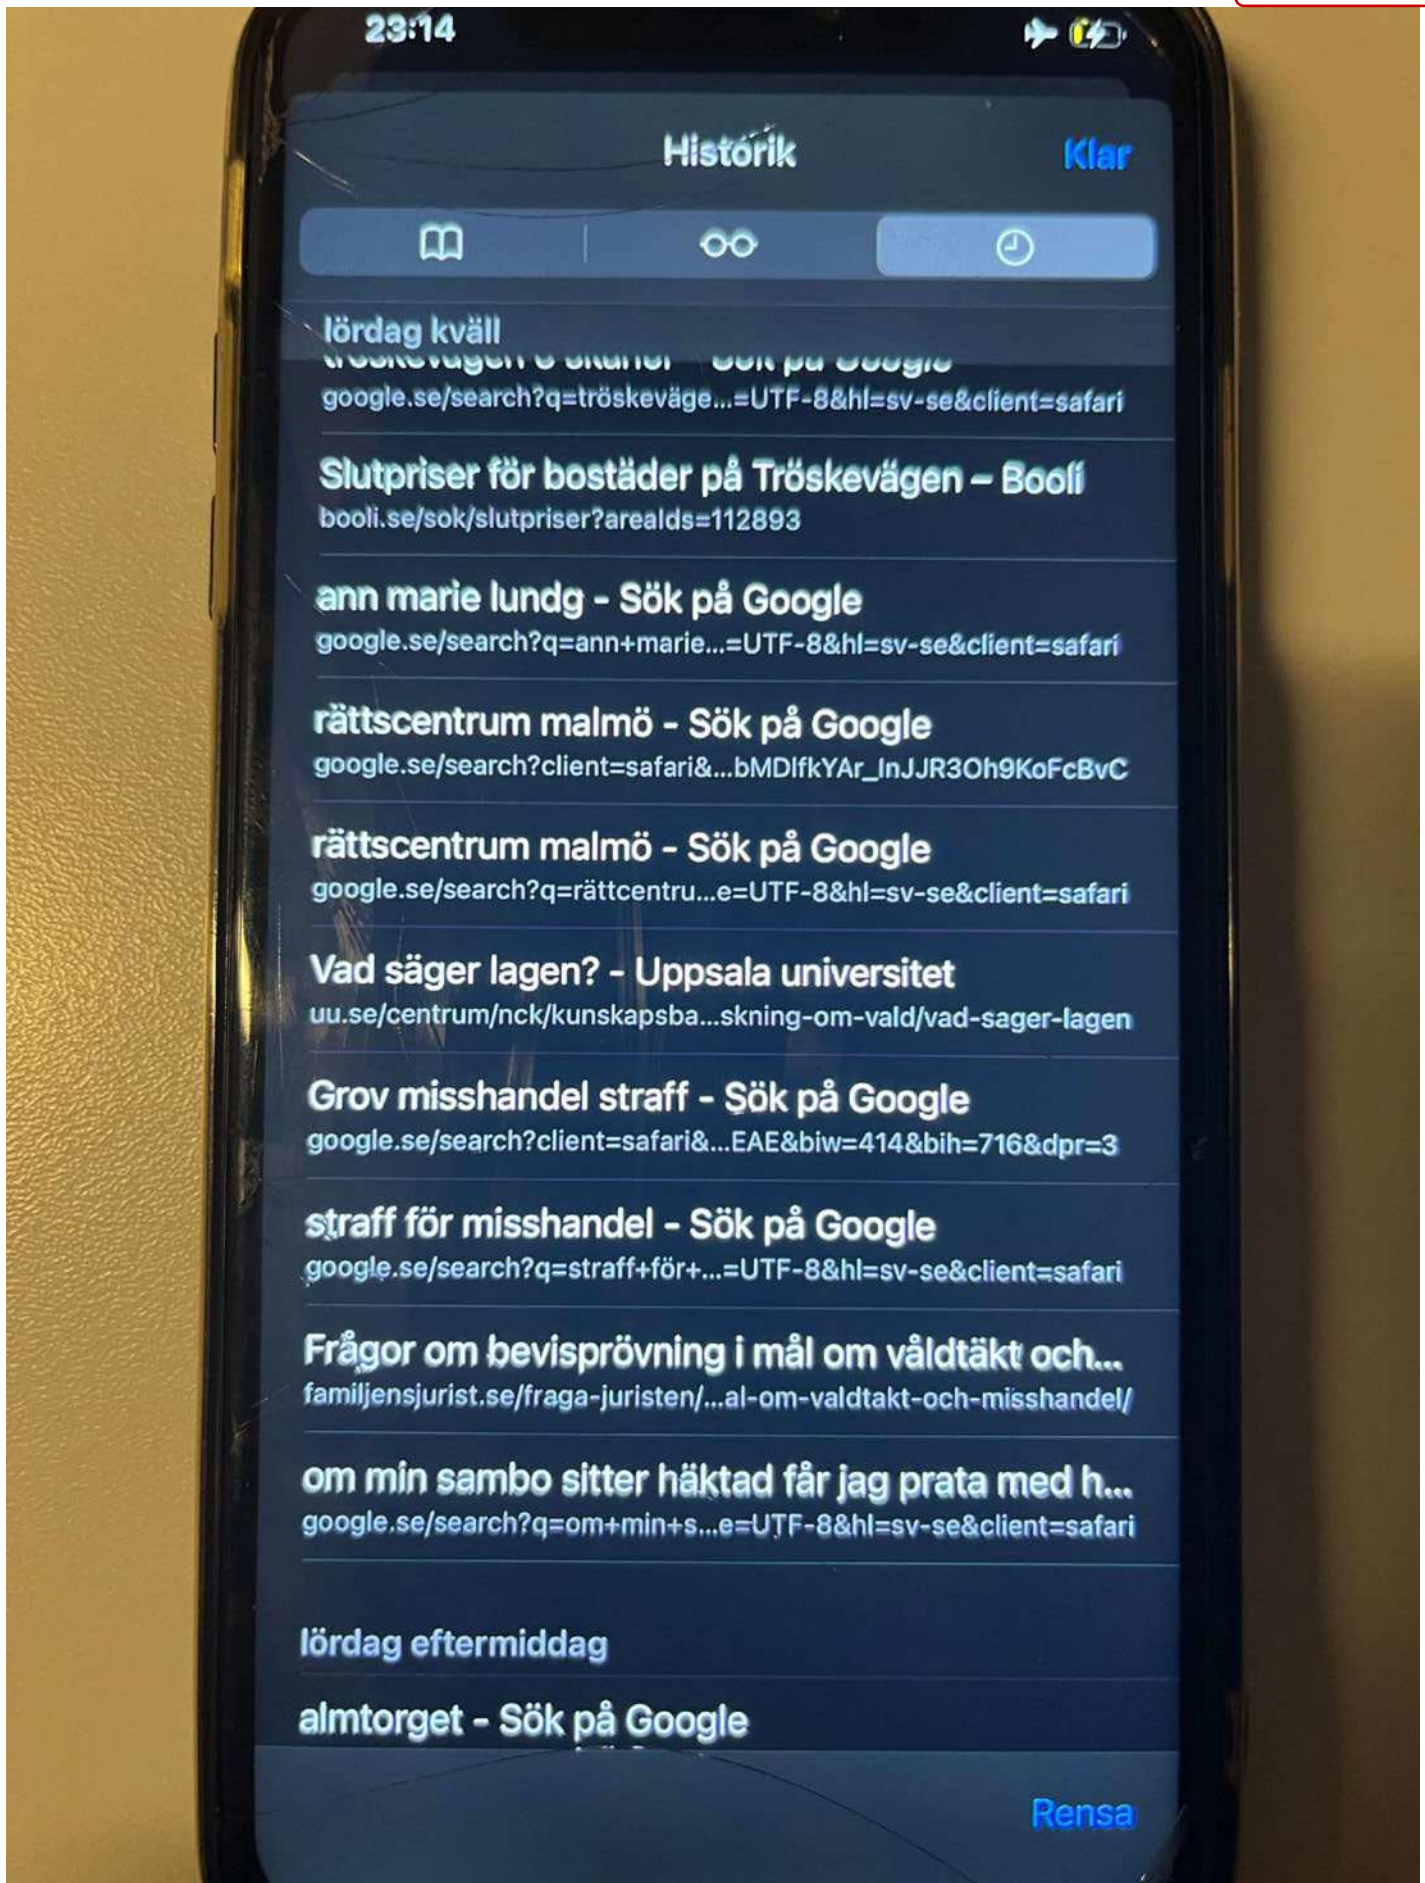 23:14
Historik
Klar
lördag kväll
google.se/search?q=tröskeväge...=UTF-8&hl=sv-se&client=safari
Slutpriser för bostäder på Tröskevägen – Booli
booli.se/sok/slutpriser?areaIds=112893
ann marie lundg - Sök på Google
google.se/search?q=ann+marie...=UTF-8&hl=sv-se&client=safari
rättscentrum malmö - Sök på Google
google.se/search?client=safari&...bMDIfkYAr_InJJR3Oh9KoFcBvC
rättscentrum malmö - Sök på Google
google.se/search?q=rättcentru...e=UTF-8&hl=sv-se&client=safari
Vad säger lagen? - Uppsala universitet
uu.se/centrum/nck/kunskapsba...skning-om-vald/vad-sager-lagen
Grov misshandel straff - Sök på Google
google.se/search?client=safari&...EAE&biw=414&bih=716&dpr=3
straff för misshandel - Sök på Google
google.se/search?q=straff+för+...=UTF-8&hl=sv-se&client=safari
Frågor om bevisprövning i mål om våldtäkt och...
familjensjurist.se/fraga-juristen/...al-om-valdtakt-och-misshandel/
om min sambo sitter häktad får jag prata med h...
google.se/search?q=om+min+s...e=UTF-8&hl=sv-se&client=safari
lördag eftermiddag
almtorget - Sök på Google
Rensa